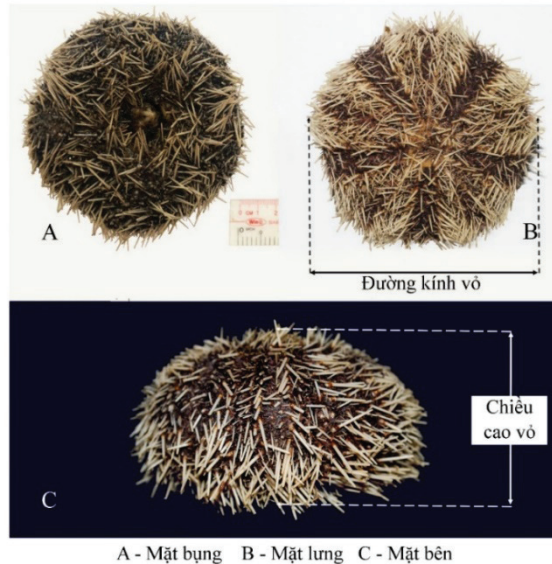 A
B
Đường kính vỏ
Chiều
cao vỏ
C
A - Mặt bụng B - Mặt lưng C - Mặt bên